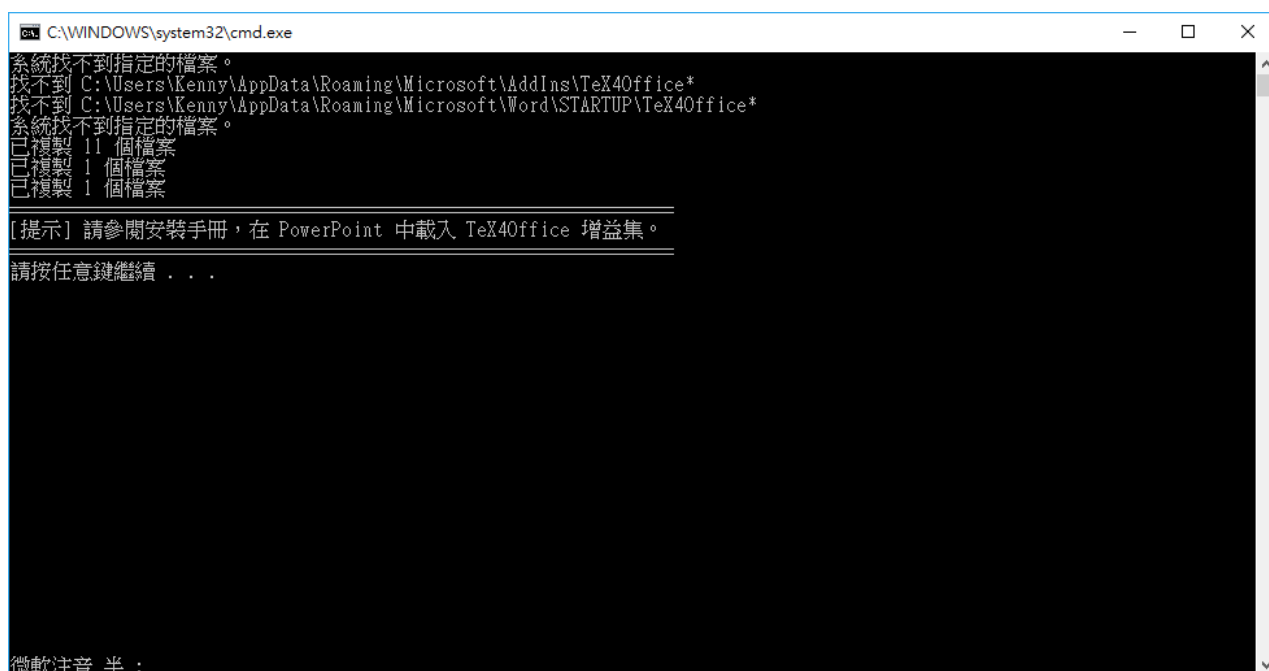 C:\WINDOWS\system32\cmd.exe
系統找不到指定的檔案。
找不到 C:\Users\Kenny\AppData\Roaming\Microsoft\AddIns\TeX4Office*
找不到 C:\Users\Kenny\AppData\Roaming\Microsoft\Word\STARTUP\TeX4Office*
系統找不到指定的檔案。
已複製 11 個檔案
已複製 1 個檔案
已複製 1 個檔案
[提示] 請參閱安裝手冊，在 PowerPoint 中載入 TeX4Office 增益集。
請按任意鍵繼續 . . .
微軟注音 半 :